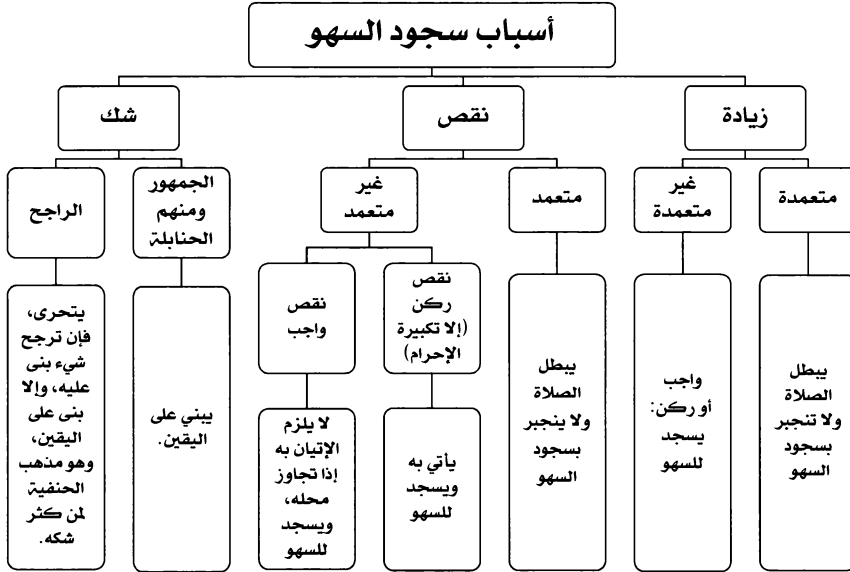 أسباب سجود السهو
زيادة
نقص
شك
متعمدة
غير
متعمدة
متعمد
غير
متعمد
الجمهور
ومنهم
الحنابلة
الراجح
يبطل
الصلاة
ولا تنجبر
بسجود
السهو
واجب
أو ركن:
يسجد
للسهو
يبطل
الصلاة
ولا ينجبر
بسجود
السهو
نقص
ركن
(إلا تكبيرة
الإحرام)
يأتي به
ويسجد
للسهو
نقص
واجب
لا يلزم
الإتيان به
إذا تجاوز
محله،
ويسجد
للسهو
يبني على
اليقين.
يتحرى،
فإن ترجح
شيء بنى
عليه، وإلا
بنى على
اليقين،
وهو مذهب
الحنفية
لمن كثر
شكه.